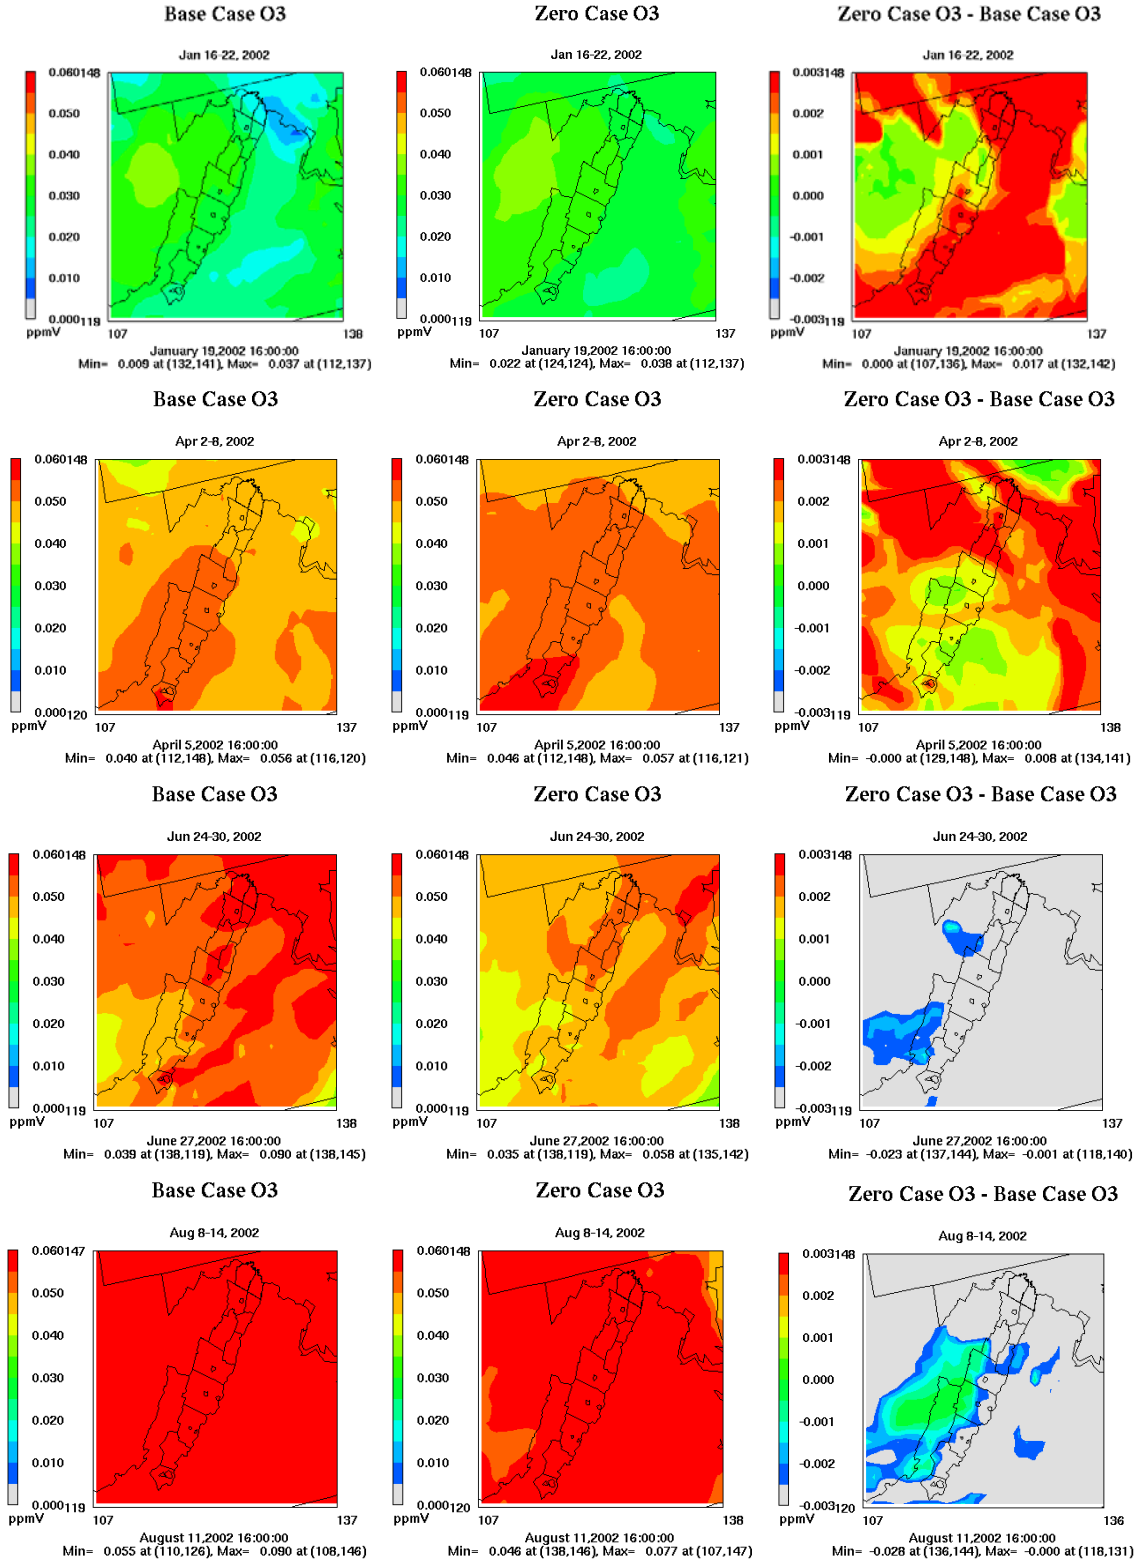 Base Case O3
Zero Case O3
Zero Case O3 - Base Case O3
Jan 16-22, 2002
Jan 16-22, 2002
Jan 16-22, 2002
0.060148
0.050
0.040
0.030
0.020
0.010
0.000119
ppmV
107
138
0.060148
0.050
0.040
0.030
0.020
0.010
0.000119
ppmV
107
137
0.003148
0.002
0.001
0.000
-0.001
-0.002
-0.003119
ppmV
107
137
January 19,2002 16:00:00
Min= 0.009 at (132,141), Max= 0.037 at (112,137)
January 19,2002 16:00:00
Min= 0.022 at (124,124), Max= 0.038 at (112,137)
January 19,2002 16:00:00
Min= 0.000 at (107,136), Max= 0.017 at (132,142)
Base Case O3
Zero Case O3
Zero Case O3 - Base Case O3
Apr 2-8, 2002
Apr 2-8, 2002
Apr 2-8, 2002
0.060148
0.050
0.040
0.030
0.020
0.010
0.000120
ppmV
107
137
0.060148
0.050
0.040
0.030
0.020
0.010
0.000119
ppmV
107
137
0.003148
0.002
0.001
0.000
-0.001
-0.002
-0.003119
ppmV
107
138
April 5,2002 16:00:00
Min= 0.040 at (112,148), Max= 0.056 at (116,120)
April 5,2002 16:00:00
Min= 0.046 at (112,148), Max= 0.057 at (116,121)
April 5,2002 16:00:00
Min= -0.000 at (129,148), Max= 0.008 at (134,141)
Base Case O3
Zero Case O3
Zero Case O3 - Base Case O3
Jun 24-30, 2002
Jun 24-30, 2002
Jun 24-30, 2002
0.060148
0.050
0.040
0.030
0.020
0.010
0.000119
ppmV
107
138
0.060148
0.050
0.040
0.030
0.020
0.010
0.000119
ppmV
107
138
0.003148
0.002
0.001
0.000
-0.001
-0.002
-0.003119
ppmV
107
137
June 27,2002 16:00:00
Min= 0.039 at (138,119), Max= 0.090 at (138,145)
June 27,2002 16:00:00
Min= 0.035 at (138,119), Max= 0.058 at (135,142)
June 27,2002 16:00:00
Min= -0.023 at (137,144), Max= -0.001 at (118,140)
Base Case O3
Zero Case O3
Zero Case O3 - Base Case O3
Aug 8-14, 2002
Aug 8-14, 2002
Aug 8-14, 2002
0.060147
0.050
0.040
0.030
0.020
0.010
0.000119
ppmV
107
137
0.060148
0.050
0.040
0.030
0.020
0.010
0.000120
ppmV
107
138
0.003148
0.002
0.001
0.000
-0.001
-0.002
-0.003120
ppmV
107
136
August 11,2002 16:00:00
Min= 0.055 at (110,126), Max= 0.090 at (108,146)
August 11,2002 16:00:00
Min= 0.046 at (138,146), Max= 0.077 at (107,147)
August 11,2002 16:00:00
Min= -0.028 at (136,144), Max= -0.000 at (118,131)